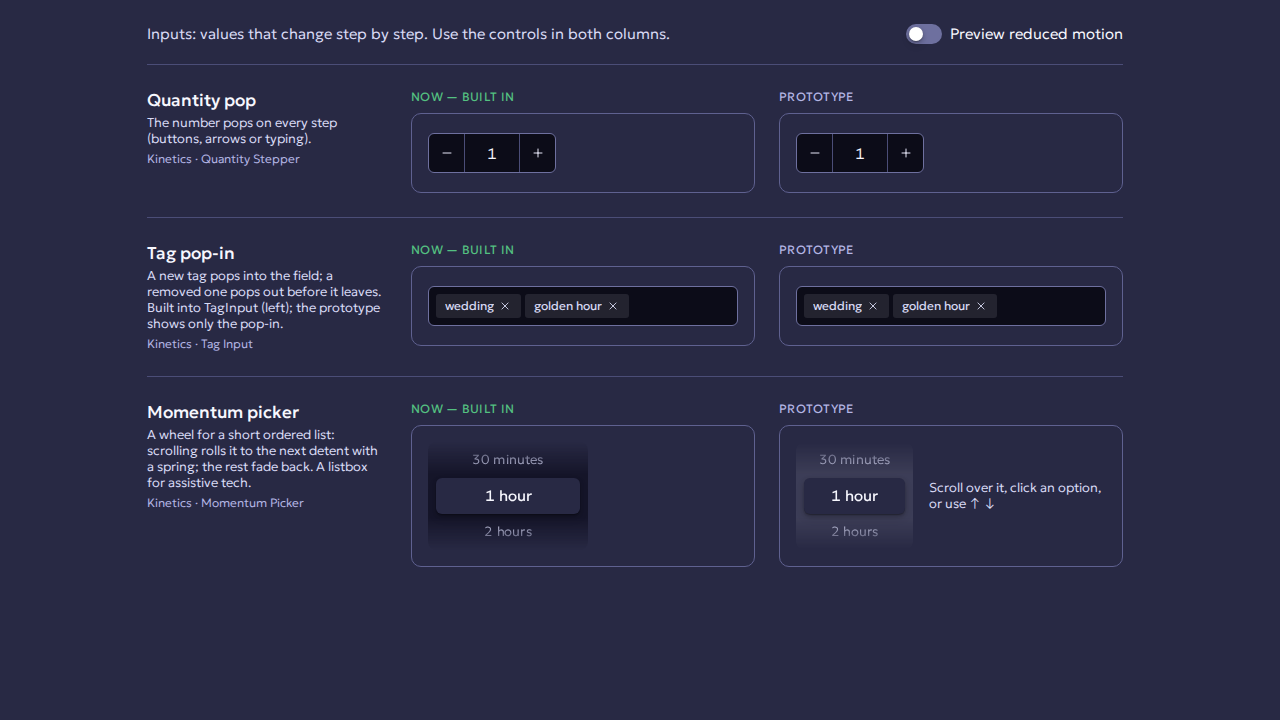 Inputs: values that change step by step. Use the controls in both columns.
Preview reduced motion
Quantity pop
The number pops on every step
(buttons, arrows or typing).
Kinetics · Quantity Stepper
NOW — BUILT IN
− 1 +
PROTOTYPE
− 1 +
Tag pop-in
A new tag pops into the field; a
removed one pops out before it leaves.
Built into TagInput (left); the prototype
shows only the pop-in.
Kinetics · Tag Input
NOW — BUILT IN
wedding × golden hour ×
PROTOTYPE
wedding × golden hour ×
Momentum picker
A wheel for a short ordered list:
scrolling rolls it to the next detent with
a spring; the rest fade back. A listbox
for assistive tech.
Kinetics · Momentum Picker
NOW — BUILT IN
30 minutes
1 hour
2 hours
PROTOTYPE
30 minutes
1 hour
2 hours
Scroll over it, click an option,
or use ↑ ↓